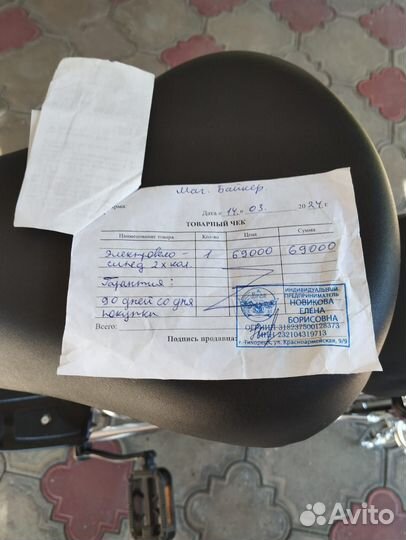 Маг. Байкер.
Дата « 14 » 03. 2024 г.
ТОВАРНЫЙ ЧЕК
Наименование товара Кол-во Цена Сумма
Электровело- 1 69000 69000
сипед 2х кол.
Гарантия:
90 дней со дня
покупки
Всего:
Подпись продавца:
ИНДИВИДУАЛЬНЫЙ
ПРЕДПРИНИМАТЕЛЬ
НОВИКОВА
ЕЛЕНА
БОРИСОВНА
ОГРНИП 318237500128373
ИНН 232104319713
г. Тихорецк, ул. Красноармейская, 9/9
Avito